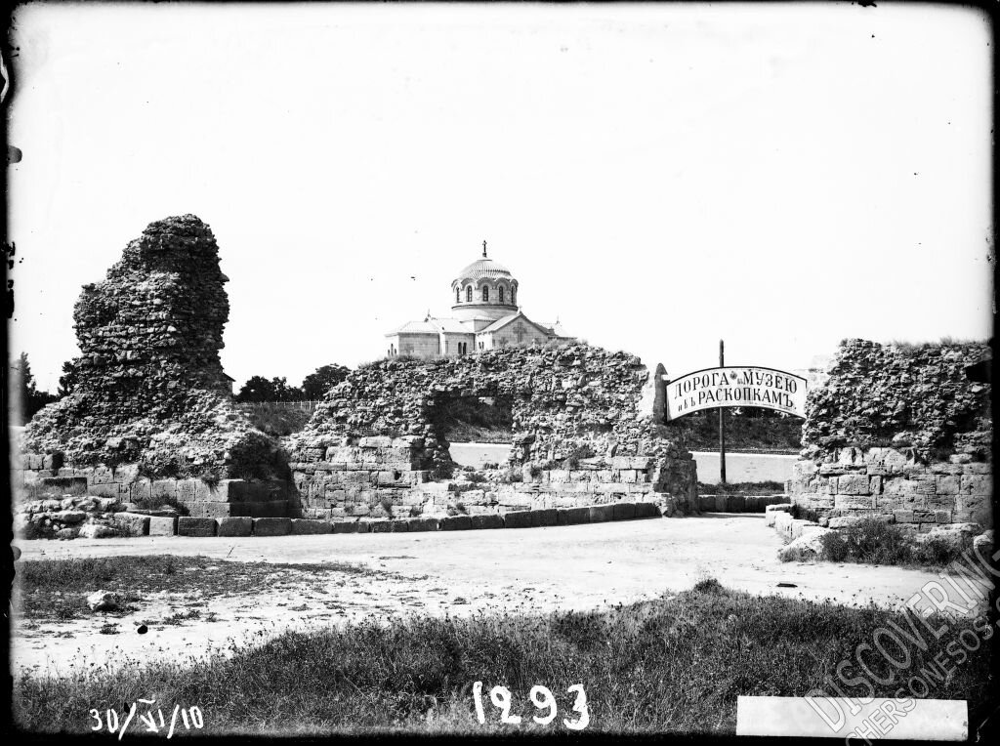 ДОРОГА КЪ МУЗЕЮ
И КЪ РАСКОПКАМЪ
30/VI/10
1293
DISCOVERING
CHERSONESOS